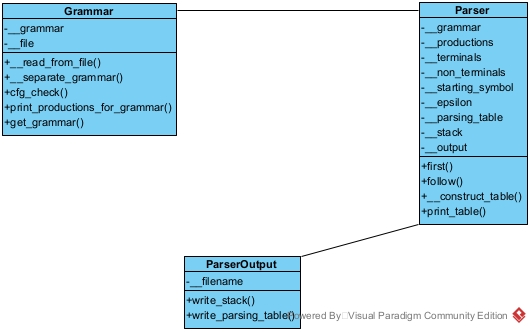 Grammar
-__grammar
-__file
+__read_from_file()
+__separate_grammar()
+cfg_check()
+print_productions_for_grammar()
+get_grammar()
Parser
-__grammar
-__productions
-__terminals
-__non_terminals
-__starting_symbol
-__epsilon
-__parsing_table
-__stack
-__output
+first()
+follow()
+__construct_table()
+print_table()
ParserOutput
-__filename
+write_stack()
+write_parsing_table()
Powered By Visual Paradigm Community Edition